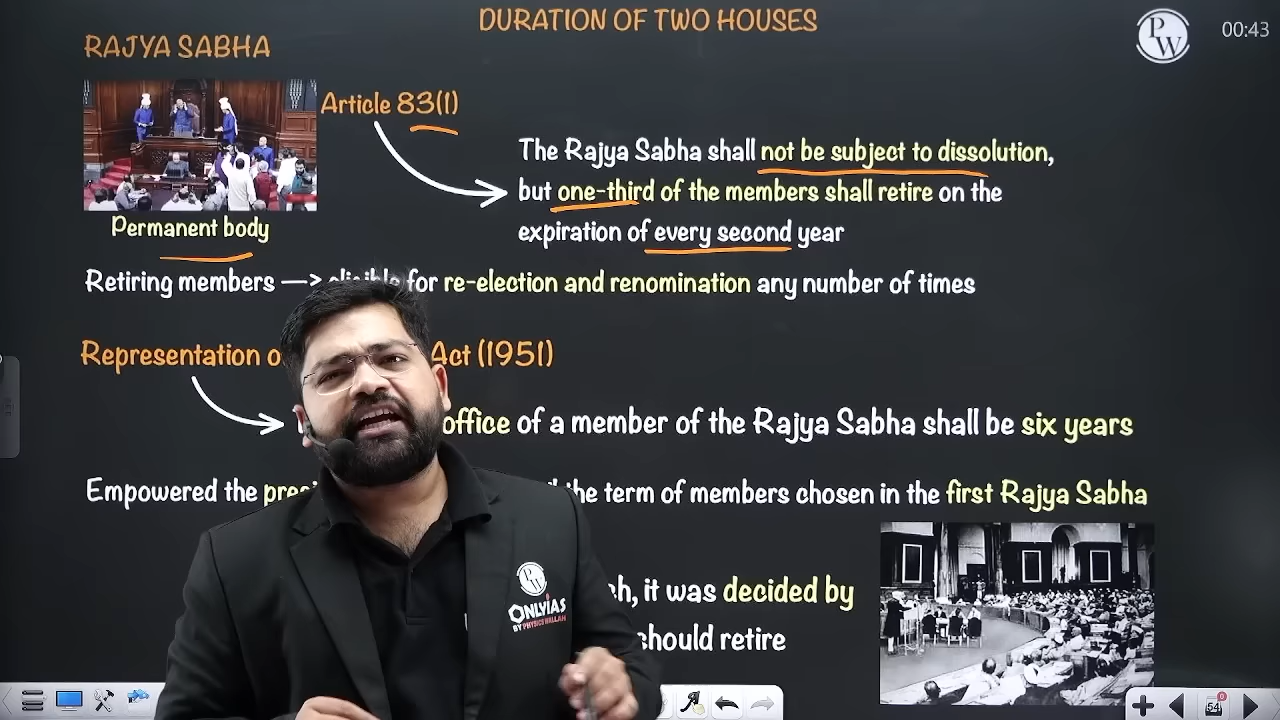 DURATION OF TWO HOUSES
PW
00:43
RAJYA SABHA
Article 83(1)
The Rajya Sabha shall not be subject to dissolution,
but one-third of the members shall retire on the
expiration of every second year
Permanent body
Retiring members —> eligible for re-election and renomination any number of times
Representation o Act (1951)
office of a member of the Rajya Sabha shall be six years
Empowered the the term of members chosen in the first Rajya Sabha
it was decided by
should retire
PW
ONLYIAS
BY PHYSICS WALLAH
54